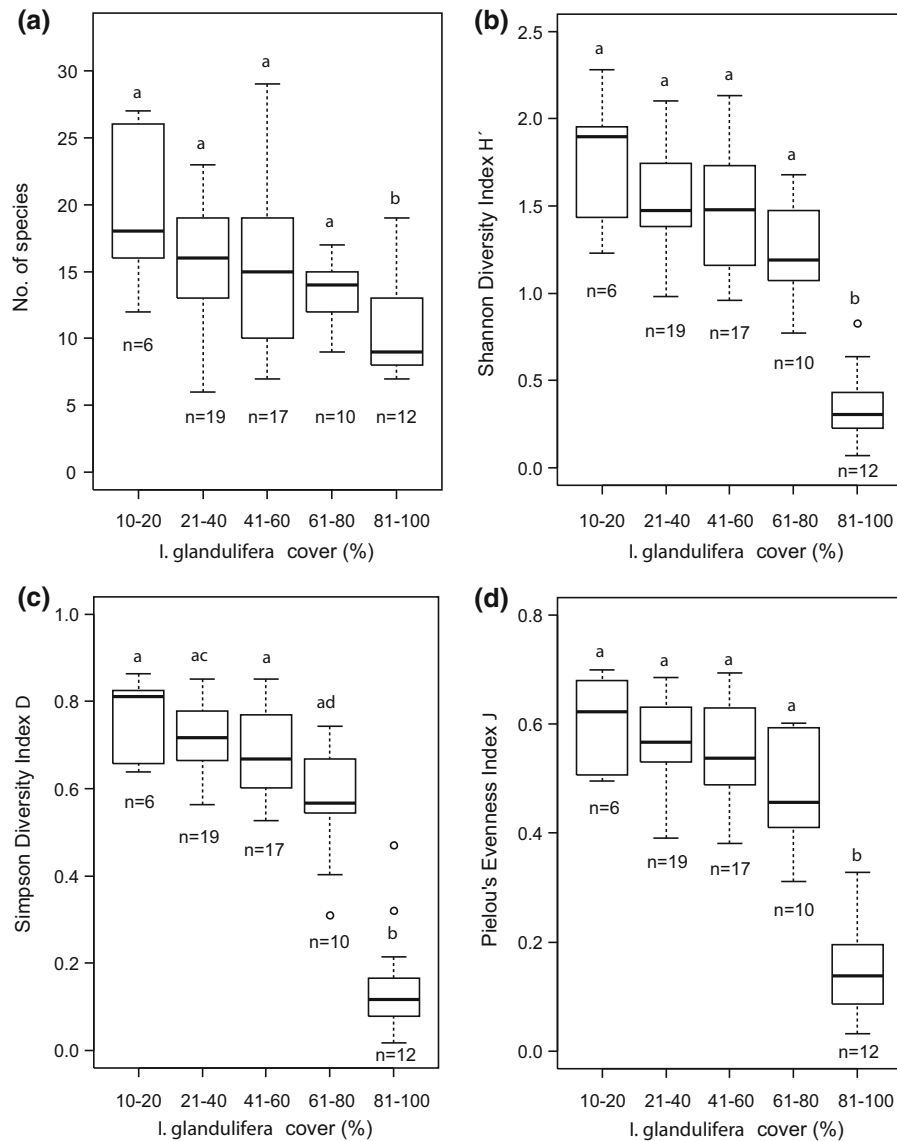 (a)
No. of species
30
25
20
15
10
5
0
a
a
a
a
b
n=6
n=19
n=17
n=10
n=12
10-20 21-40 41-60 61-80 81-100
I. glandulifera cover (%)
(b)
Shannon Diversity Index H´
2.5
2.0
1.5
1.0
0.5
0.0
a
a
a
a
b
n=6
n=19
n=17
n=10
n=12
10-20 21-40 41-60 61-80 81-100
I. glandulifera cover (%)
(c)
Simpson Diversity Index D
1.0
0.8
0.6
0.4
0.2
0.0
a
ac
a
ad
b
n=6
n=19
n=17
n=10
n=12
10-20 21-40 41-60 61-80 81-100
I. glandulifera cover (%)
(d)
Pielou's Evenness Index J
0.8
0.6
0.4
0.2
0.0
a
a
a
a
b
n=6
n=19
n=17
n=10
n=12
10-20 21-40 41-60 61-80 81-100
I. glandulifera cover (%)